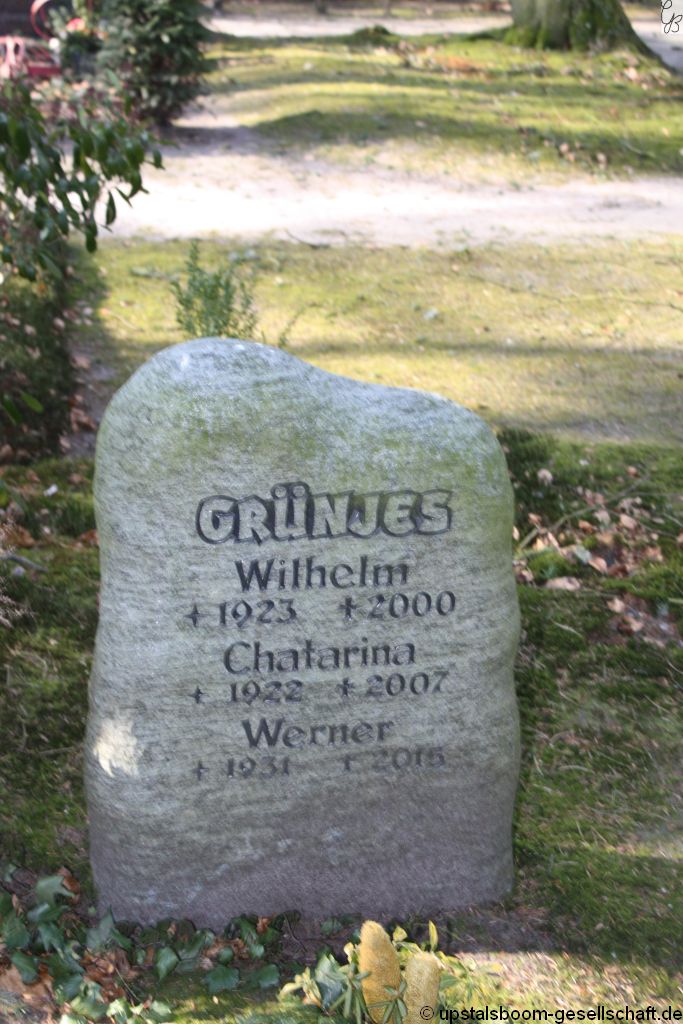 GRÜNJES
Wilhelm
+ 1923 + 2000
Chatarina
+ 1922 + 2007
Werner
+ 1931 + 2015
© upstalsboom-gesellschaft.de